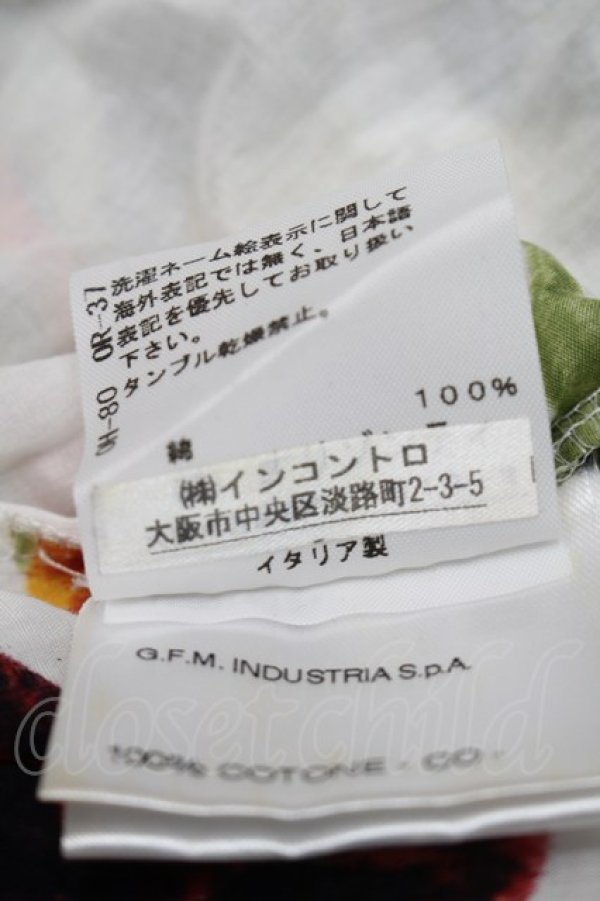 OR-37
H-80
洗濯ネーム絵表示に関して
海外表記では無く、日本語
表記を優先してお取り扱い
下さい。
タンブル乾燥禁止。
綿 100%
㈱インコントロ
大阪市中央区淡路町2-3-5
イタリア製
G.F.M. INDUSTRIA S.p.A.
100% COTONE - CO -
closetchild